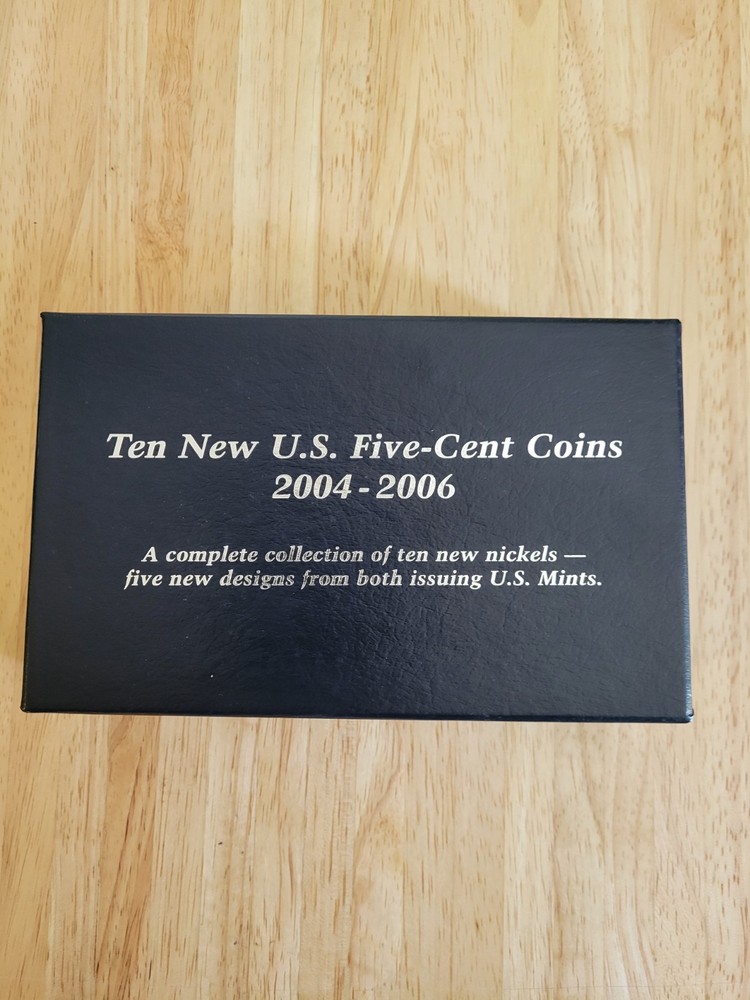 Ten New U.S. Five-Cent Coins
2004 - 2006
A complete collection of ten new nickels —
five new designs from both issuing U.S. Mints.